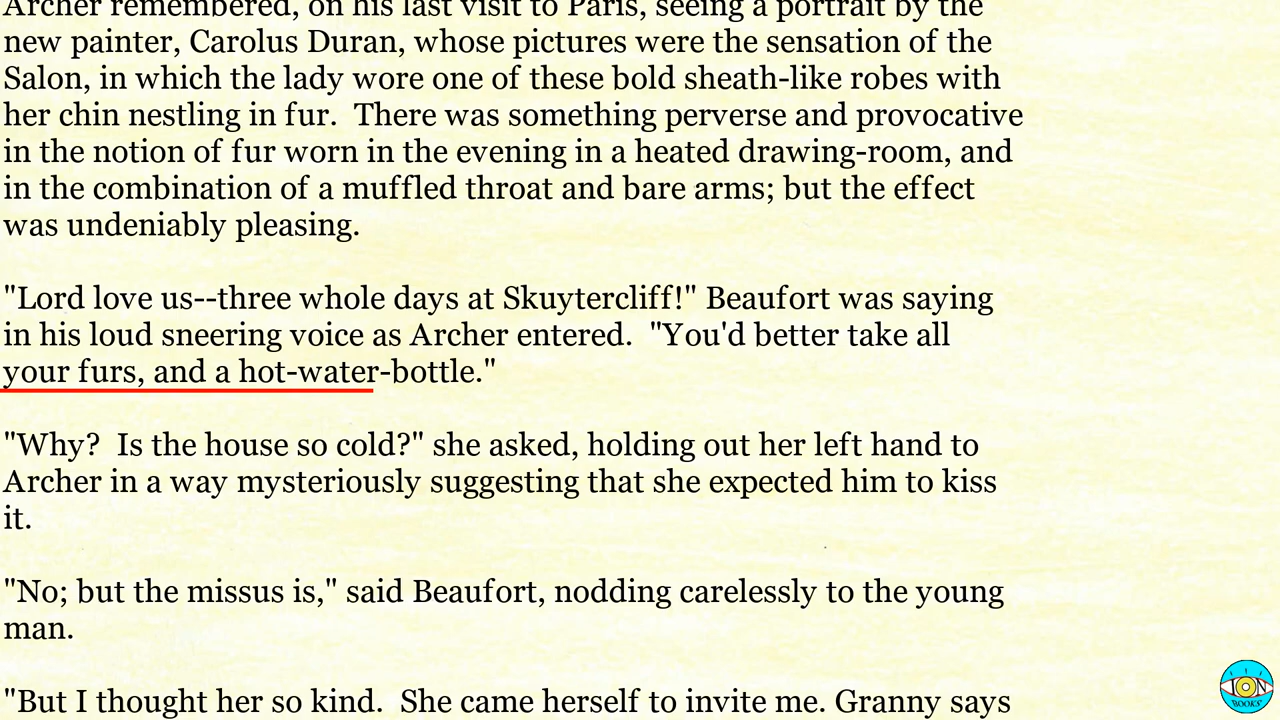 Archer remembered, on his last visit to Paris, seeing a portrait by the
new painter, Carolus Duran, whose pictures were the sensation of the
Salon, in which the lady wore one of these bold sheath-like robes with
her chin nestling in fur.  There was something perverse and provocative
in the notion of fur worn in the evening in a heated drawing-room, and
in the combination of a muffled throat and bare arms; but the effect
was undeniably pleasing.
"Lord love us--three whole days at Skuytercliff!" Beaufort was saying
in his loud sneering voice as Archer entered.  "You'd better take all
your furs, and a hot-water-bottle."
"Why?  Is the house so cold?" she asked, holding out her left hand to
Archer in a way mysteriously suggesting that she expected him to kiss
it.
"No; but the missus is," said Beaufort, nodding carelessly to the young
man.
"But I thought her so kind.  She came herself to invite me. Granny says
ION
BOOKS